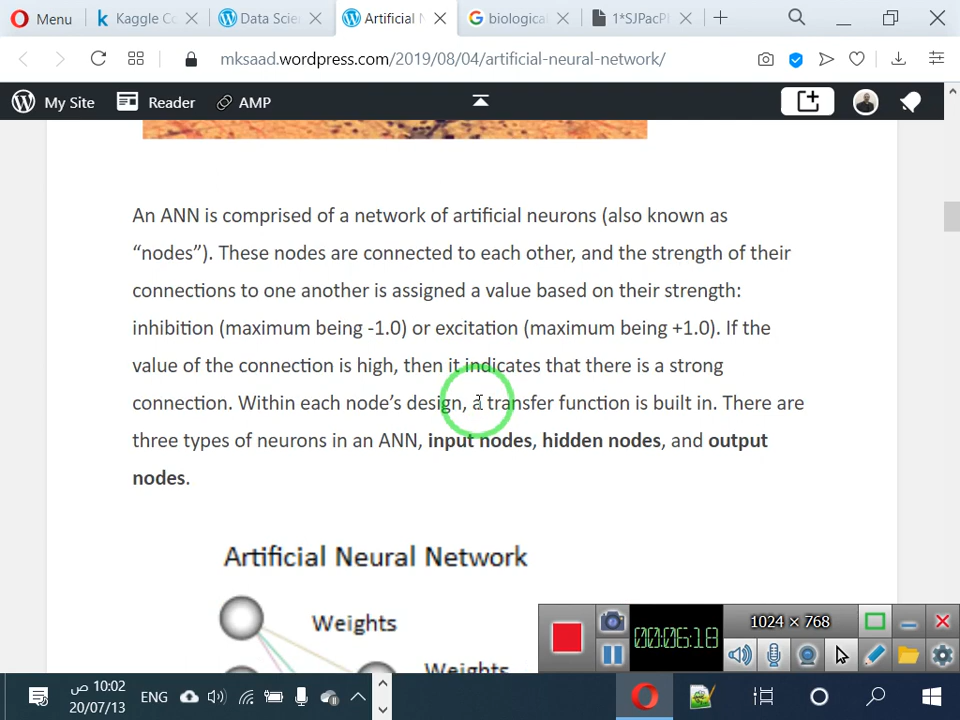 Menu
Kaggle Co
Data Scien
Artificial N
biological
1*SJPacPI
mksaad.wordpress.com/2019/08/04/artificial-neural-network/
My Site Reader AMP
An ANN is comprised of a network of artificial neurons (also known as
“nodes”). These nodes are connected to each other, and the strength of their
connections to one another is assigned a value based on their strength:
inhibition (maximum being -1.0) or excitation (maximum being +1.0). If the
value of the connection is high, then it indicates that there is a strong
connection. Within each node’s design, a transfer function is built in. There are
three types of neurons in an ANN, input nodes, hidden nodes, and output
nodes.
Artificial Neural Network
Weights
Weights
00:06:18
1024 × 768
10:02 ص
ENG
20/07/13